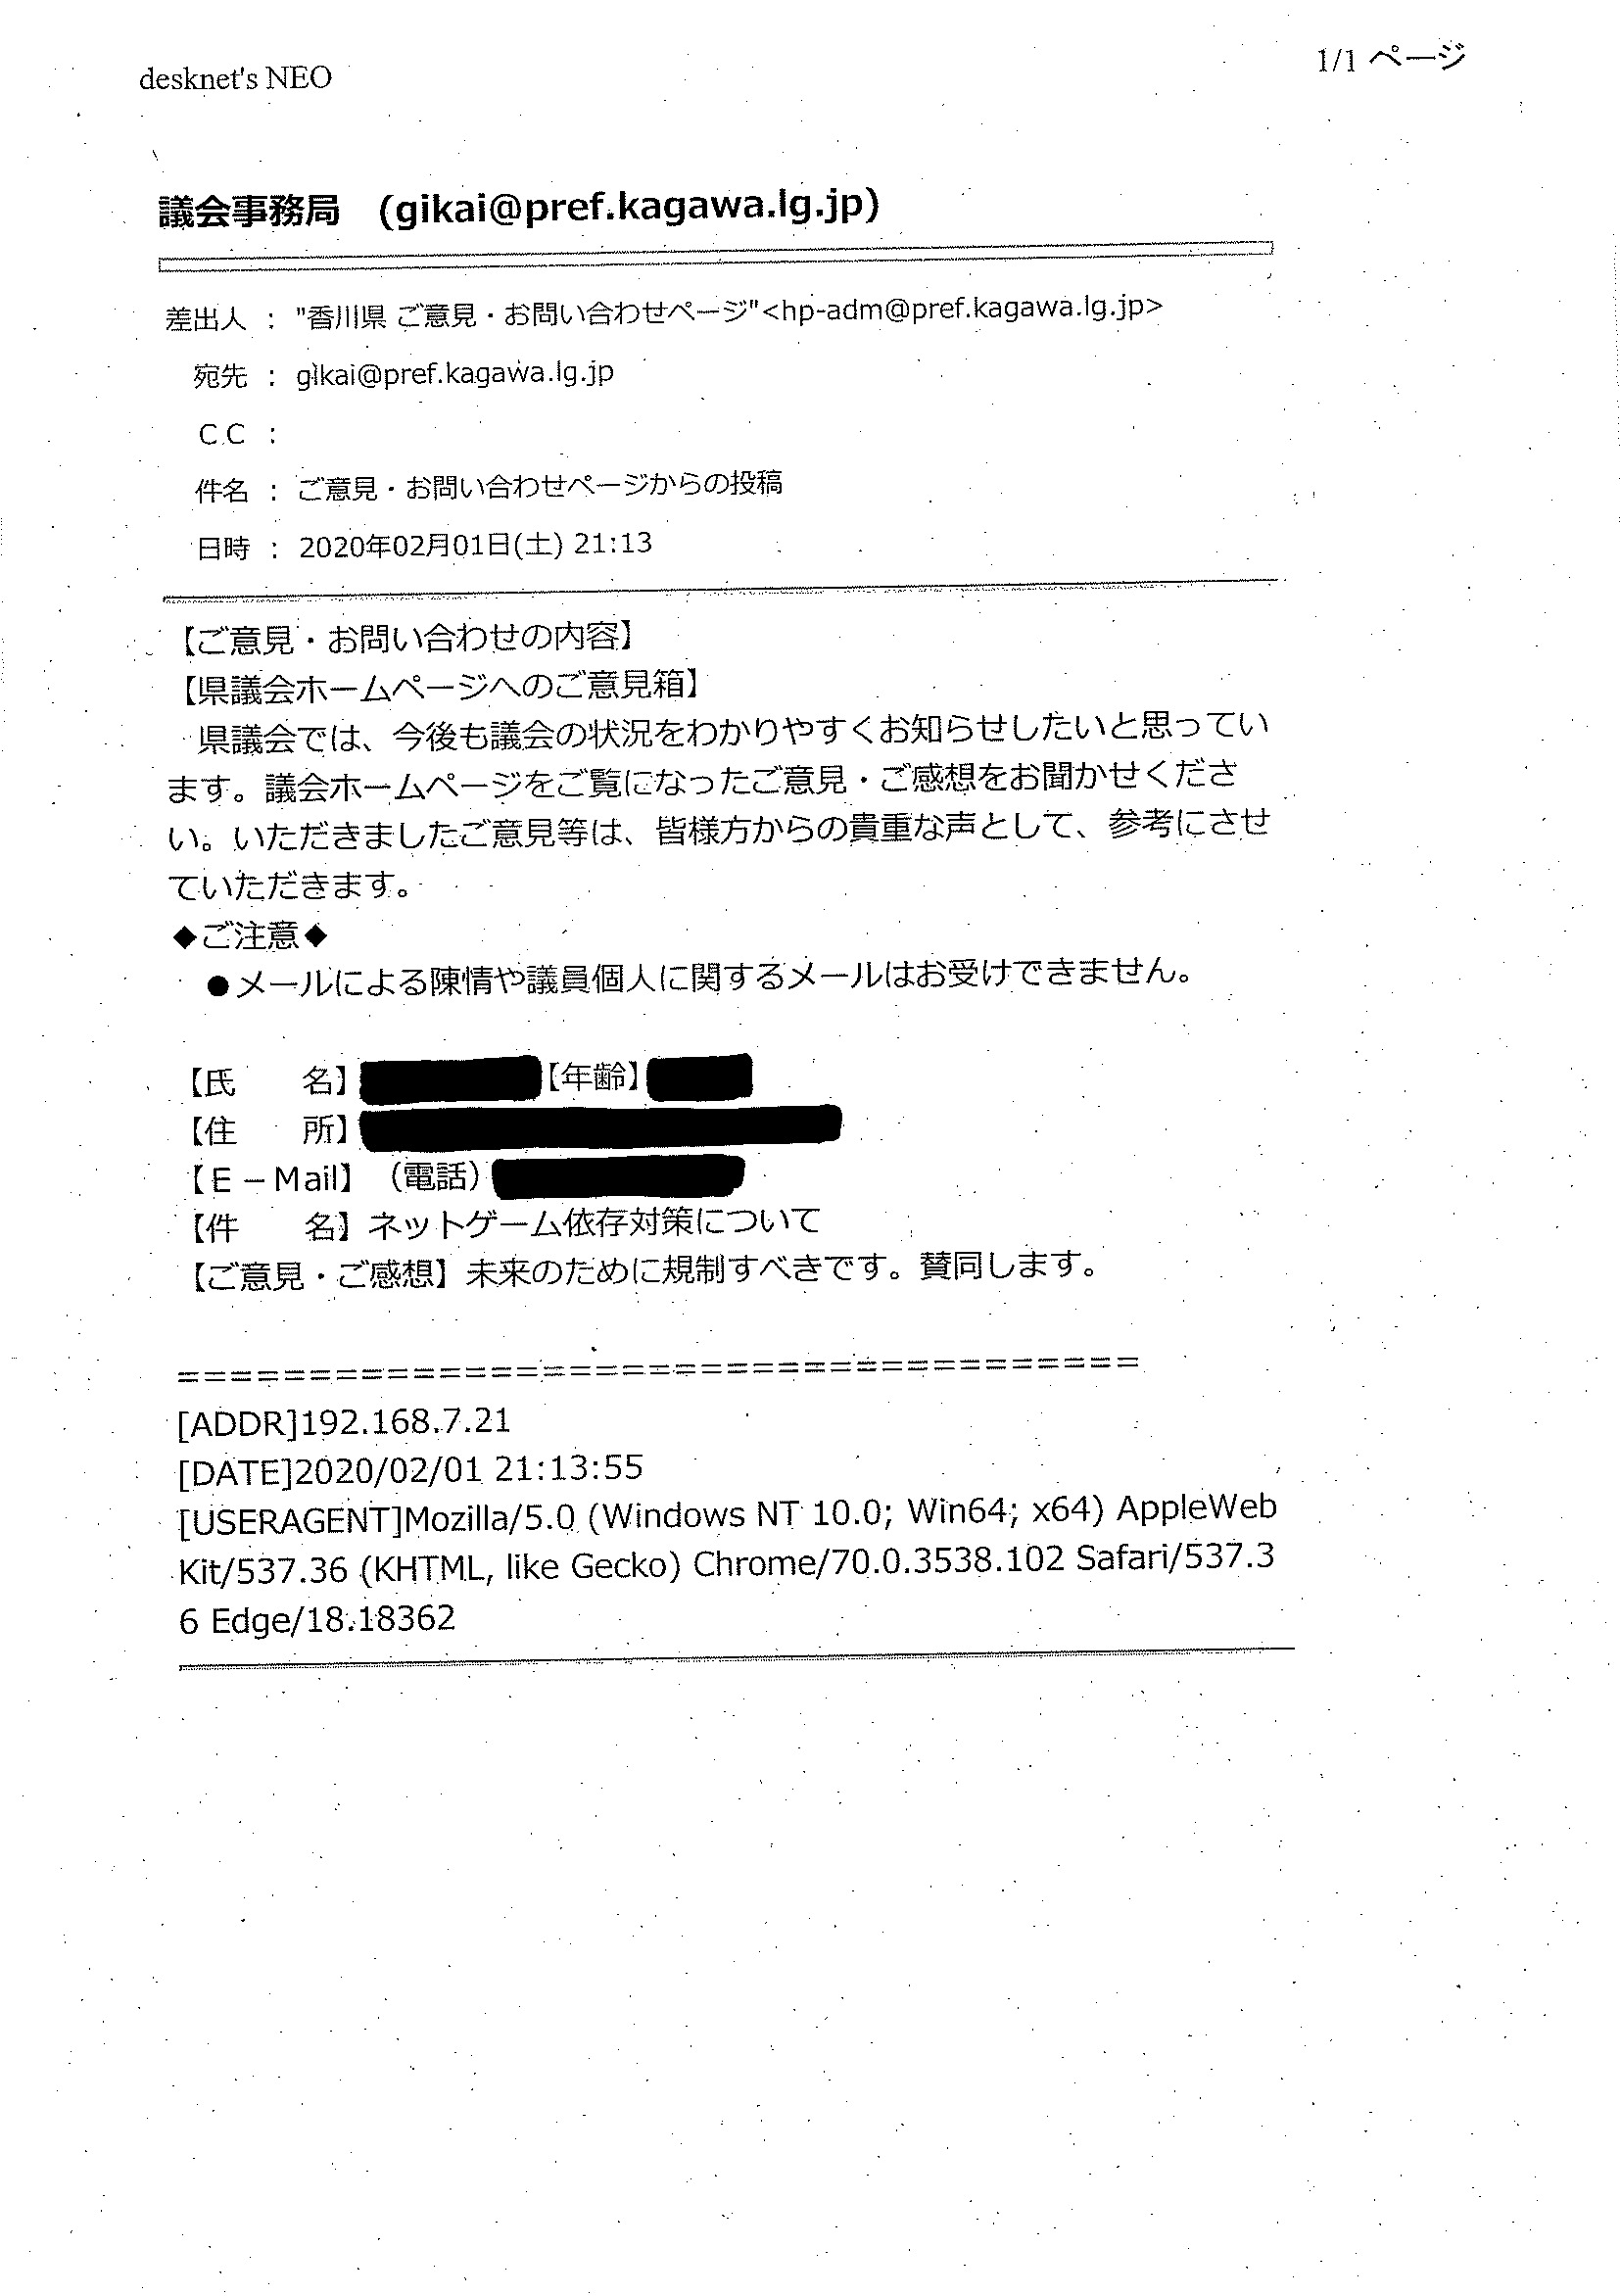 desknet's NEO
1/1 ページ
議会事務局　(gikai@pref.kagawa.lg.jp)
差出人 : "香川県 ご意見・お問い合わせページ"<hp-adm@pref.kagawa.lg.jp>
宛先 : gikai@pref.kagawa.lg.jp
CC :
件名 : ご意見・お問い合わせページからの投稿
日時 : 2020年02月01日(土) 21:13
【ご意見・お問い合わせの内容】
【県議会ホームページへのご意見箱】
県議会では、今後も議会の状況をわかりやすくお知らせしたいと思ってい
ます。議会ホームページをご覧になったご意見・ご感想をお聞かせくださ
い。いただきましたご意見等は、皆様方からの貴重な声として、参考にさせ
ていただきます。
◆ご注意◆
●メールによる陳情や議員個人に関するメールはお受けできません。
【氏　　名】【年齢】
【住　　所】
【E－Mail】（電話）
【件　　名】ネットゲーム依存対策について
【ご意見・ご感想】未来のために規制すべきです。賛同します。
=====================================
[ADDR]192.168.7.21
[DATE]2020/02/01 21:13:55
[USERAGENT]Mozilla/5.0 (Windows NT 10.0; Win64; x64) AppleWeb
Kit/537.36 (KHTML, like Gecko) Chrome/70.0.3538.102 Safari/537.3
6 Edge/18.18362